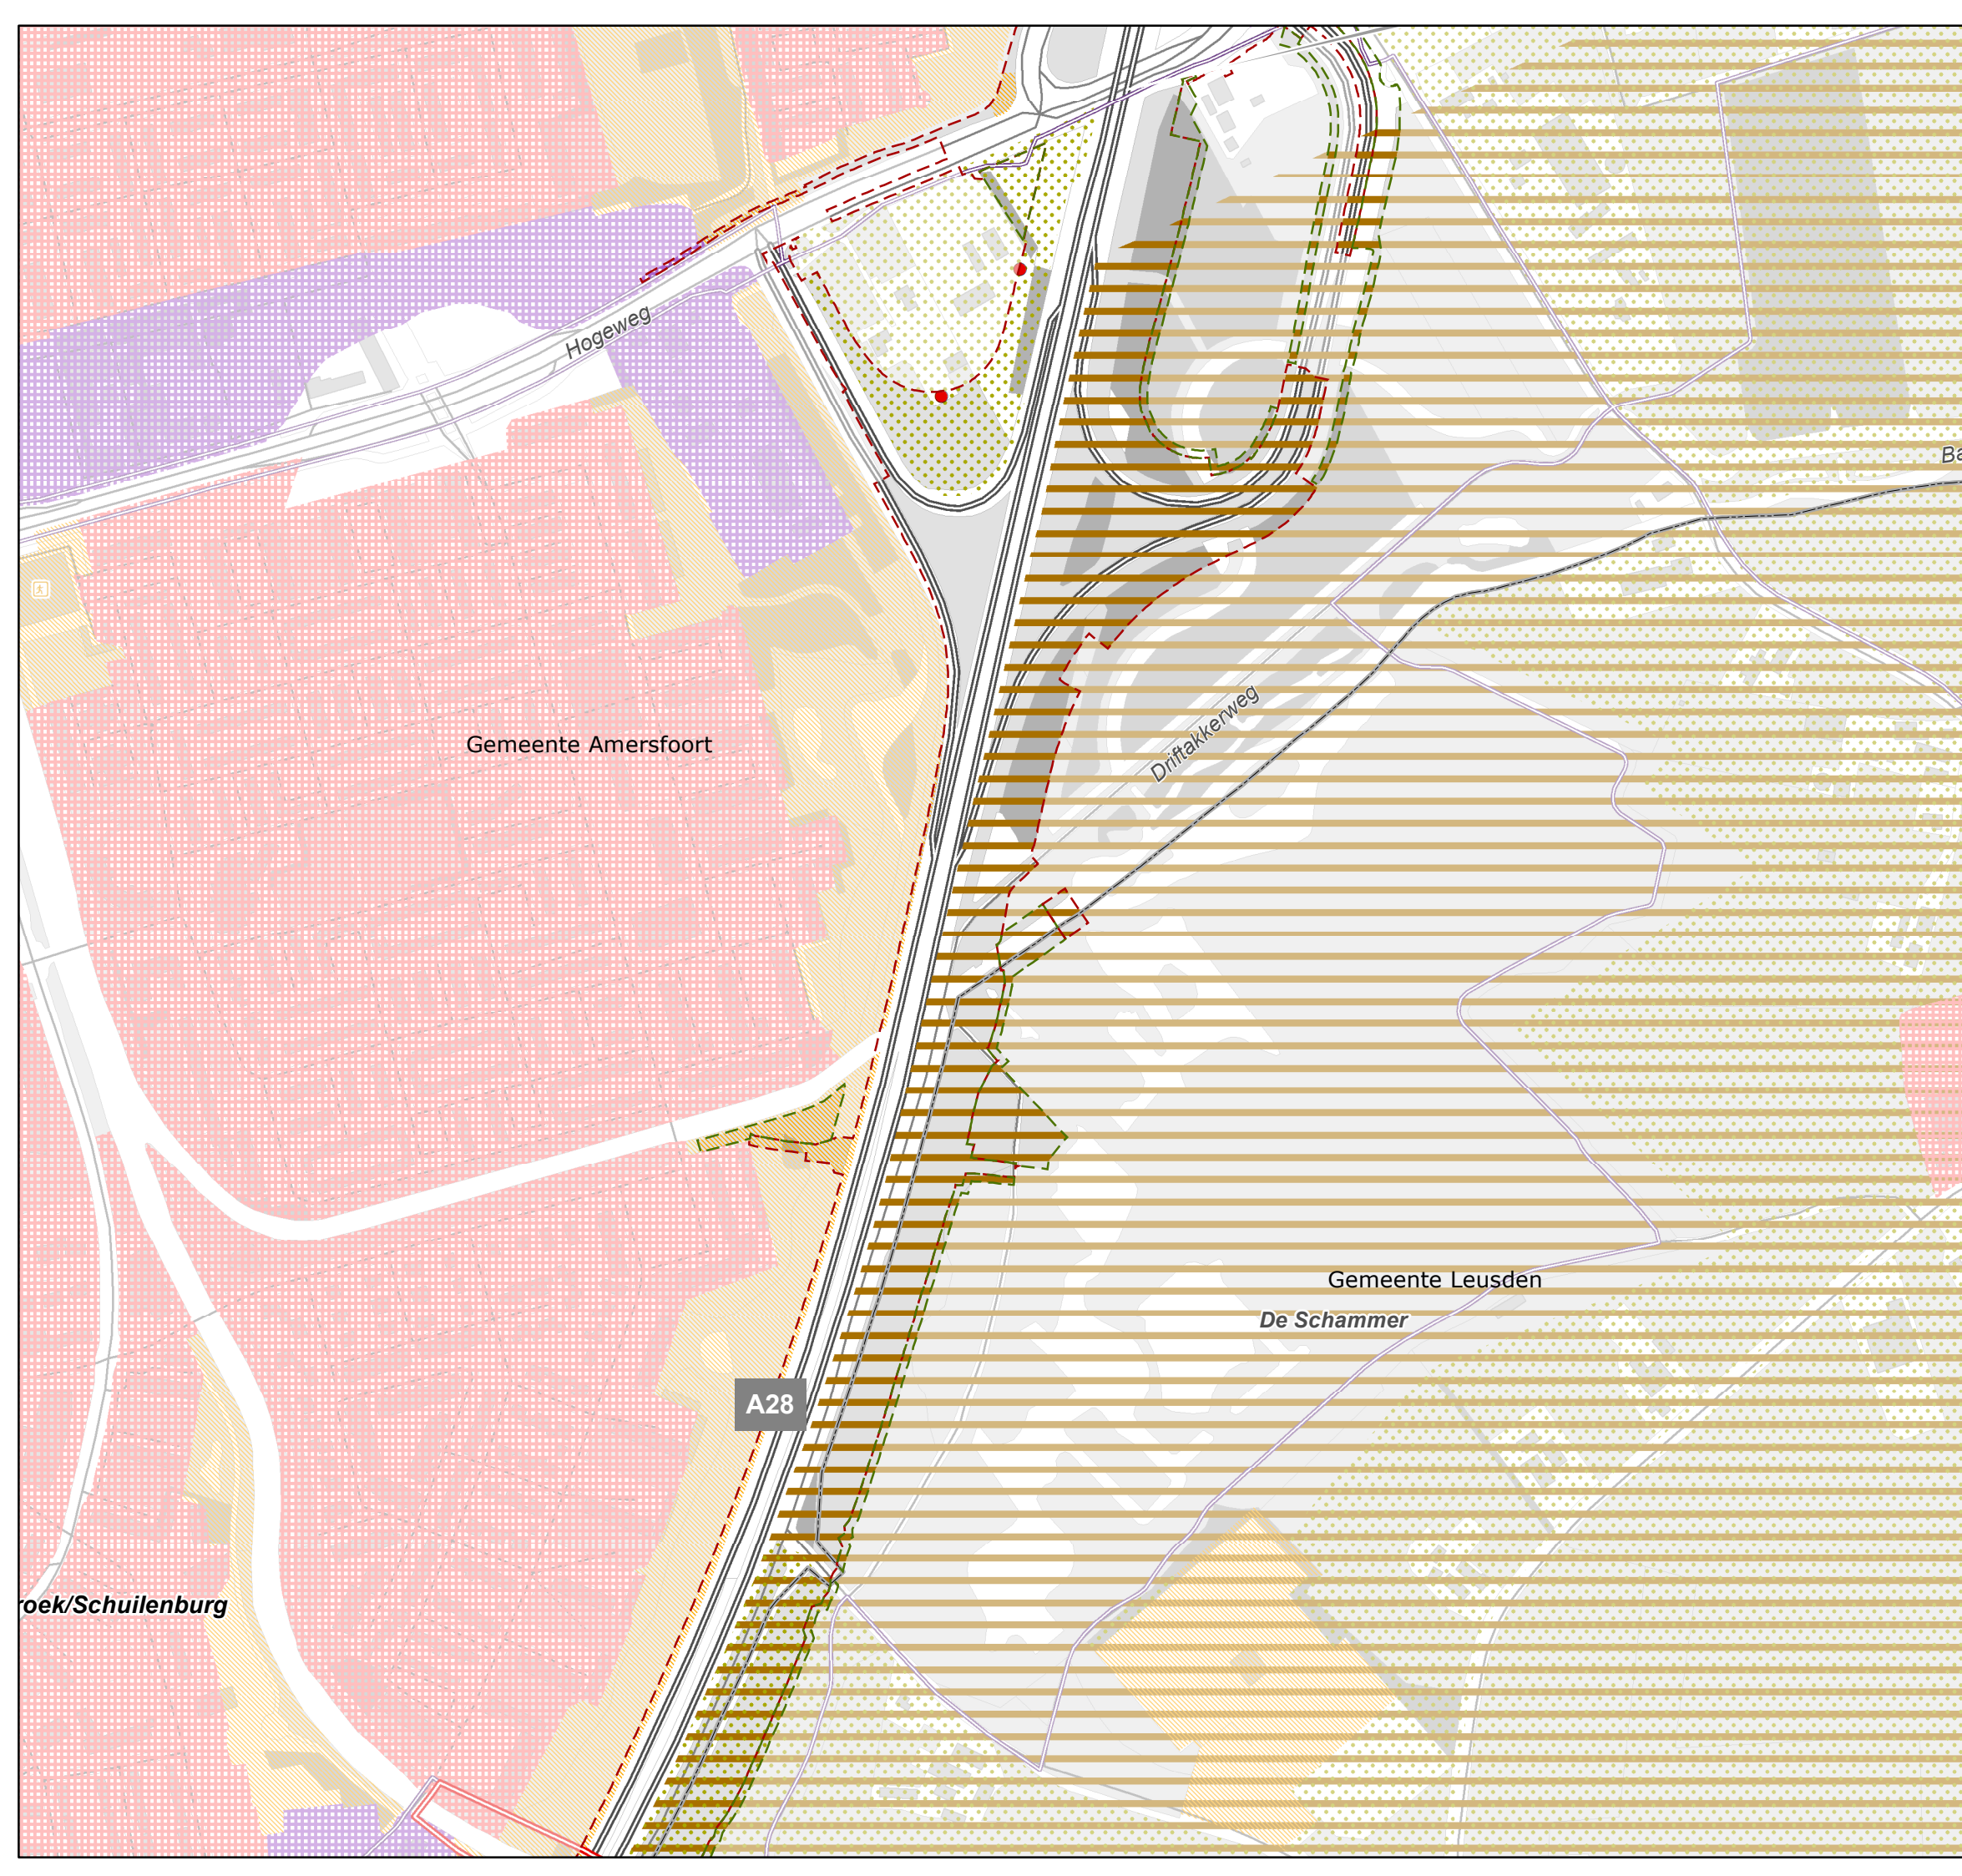 Hogeweg
Ba
Gemeente Amersfoort
Driftakkerweg
Gemeente Leusden
De Schammer
A28
roek/Schuilenburg